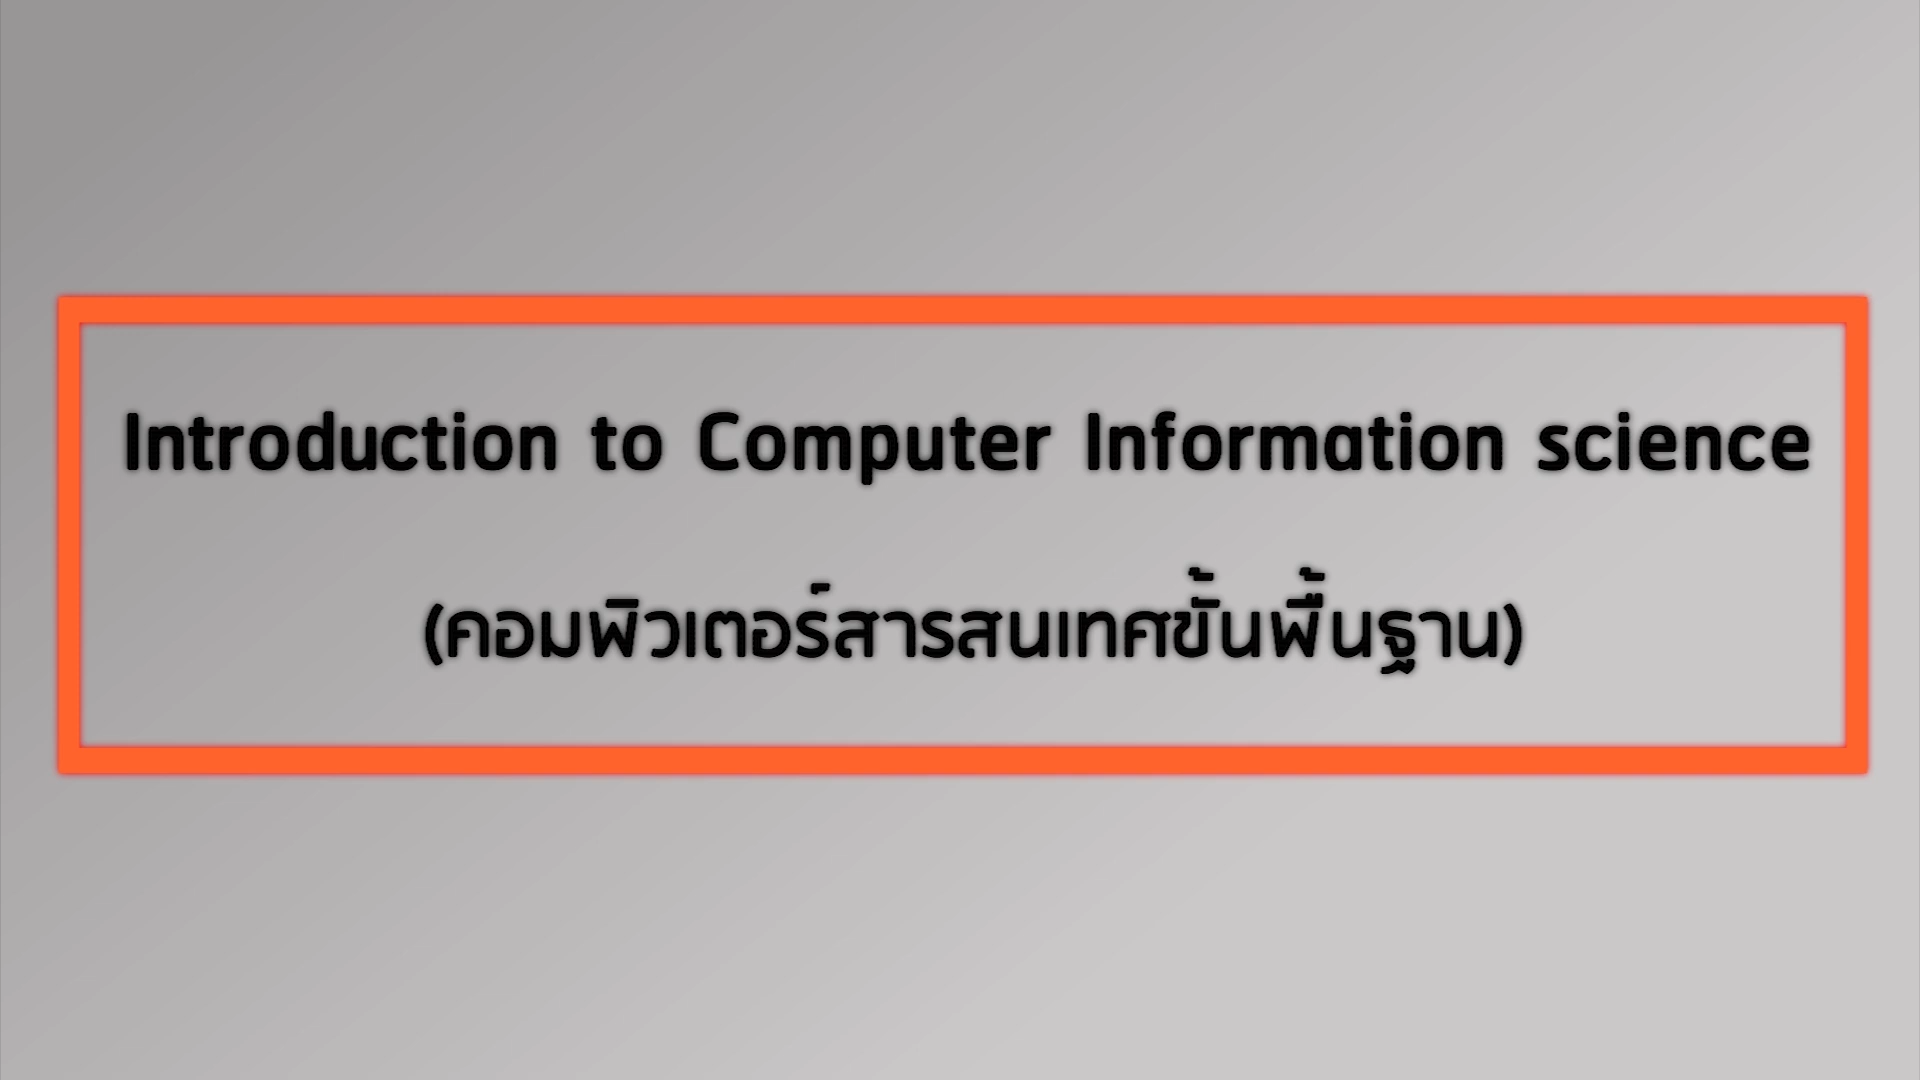 Introduction to Computer Information science
(คอมพิวเตอร์สารสนเทศขั้นพื้นฐาน)